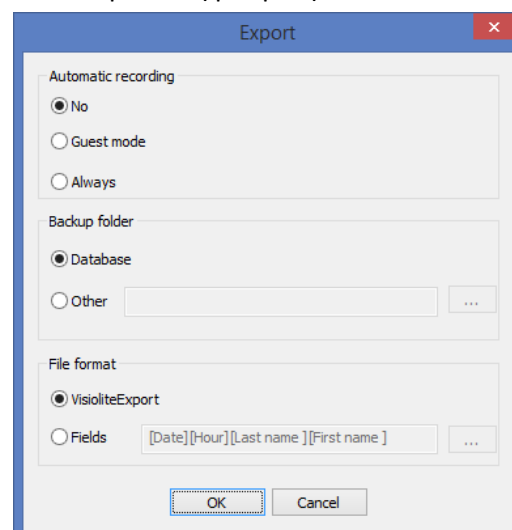 Export
Automatic recording
No
Guest mode
Always
Backup folder
Database
Other
...
File format
VisioliteExport
Fields [Date][Hour][Last name ][First name ] ...
OK Cancel